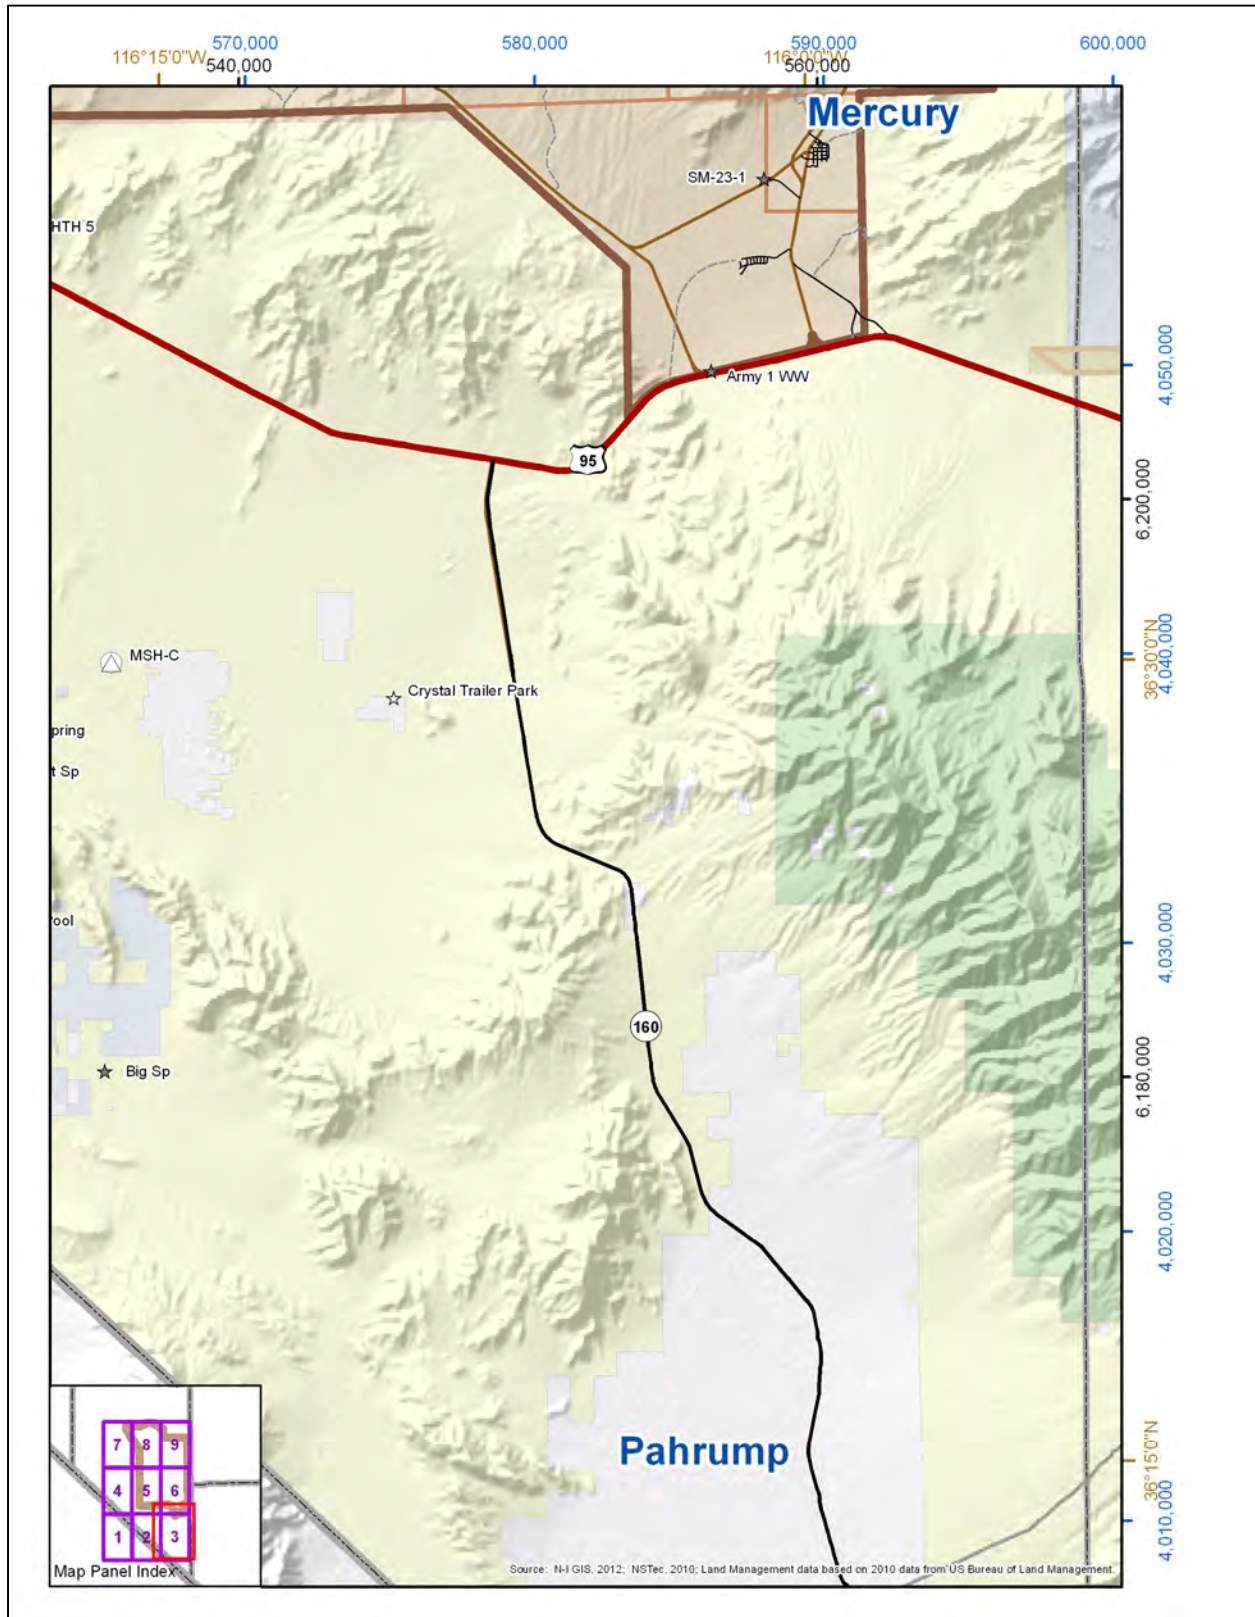 570,000
580,000
590,000
600,000
116°15'0"W
116°0'0"W
540,000
560,000
Mercury
SM-23-1
HTH 5
4,050,000
Army 1 WW
95
6,200,000
MSH-C
4,040,000
36°30'0"N
Crystal Trailer Park
pring
t Sp
ool
4,030,000
160
Big Sp
6,180,000
4,020,000
Pahrump
36°15'0"N
7 8 9
4 5 6
1 2 3
4,010,000
Map Panel Index
Source: N-I GIS, 2012; NSTec, 2010; Land Management data based on 2010 data from US Bureau of Land Management.